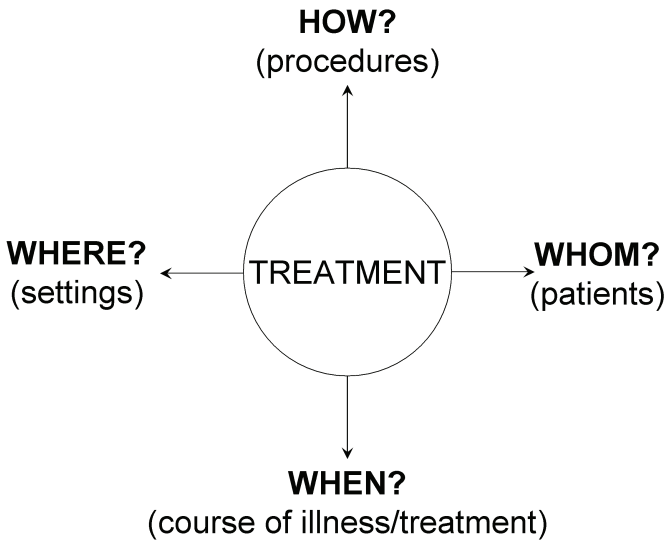 HOW?
(procedures)
WHERE?
(settings)
TREATMENT
WHOM?
(patients)
WHEN?
(course of illness/treatment)